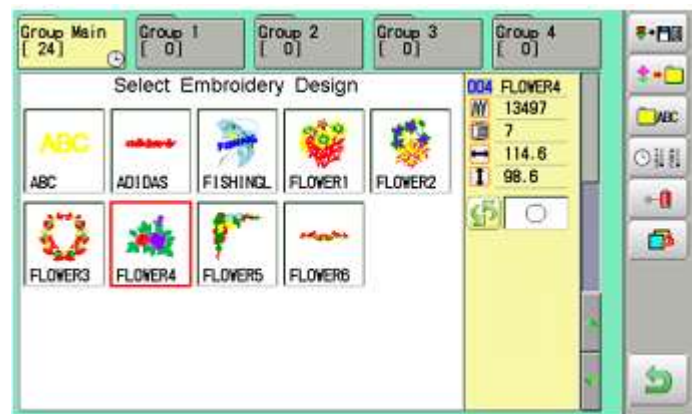 Group Main
[ 24]
Group 1
[ 0]
Group 2
[ 0]
Group 3
[ 0]
Group 4
[ 0]
Select Embroidery Design
ABC
ABC
ADIDAS
FISHINGL
FLOWER1
FLOWER2
FLOWER3
FLOWER4
FLOWER5
FLOWER6
004 FLOWER4
13497
7
114.6
98.6
ABC